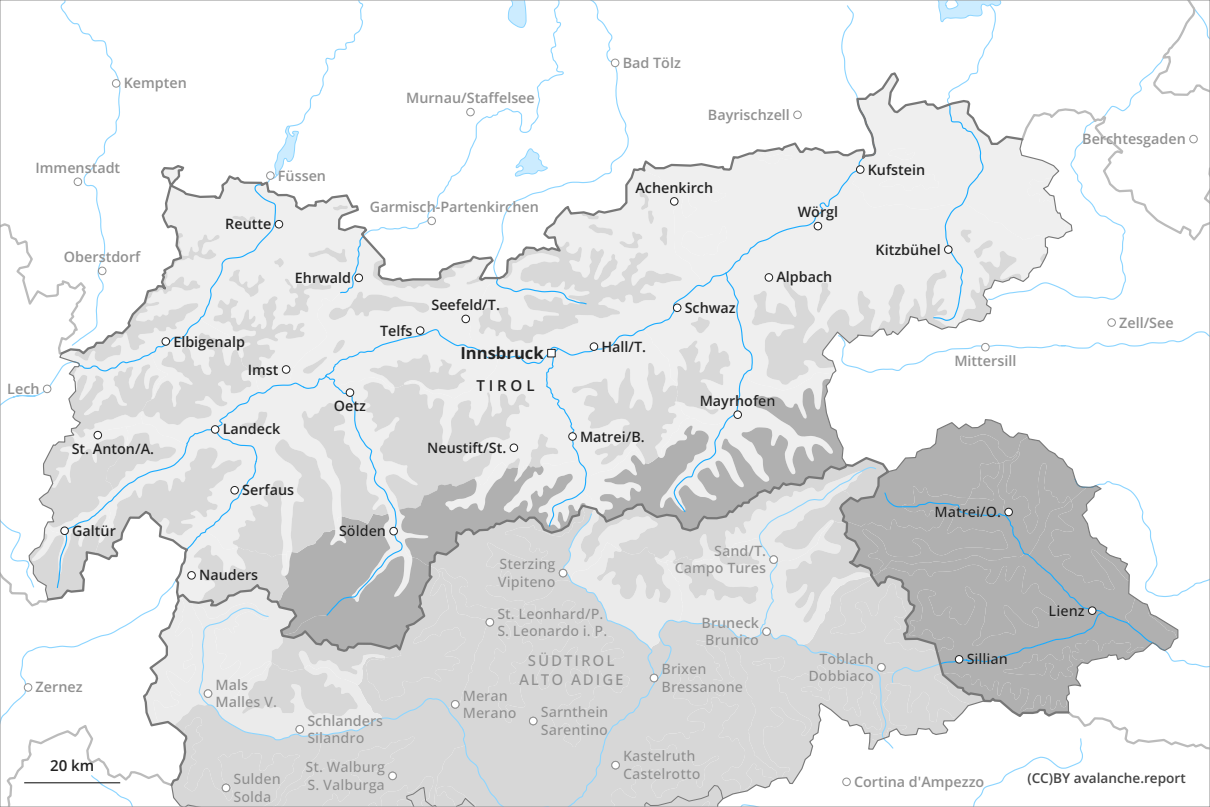 Kempten
Bad Tölz
Murnau/Staffelsee
Bayrischzell
Berchtesgaden
Immenstadt
Füssen
Kufstein
Achenkirch
Garmisch-Partenkirchen
Wörgl
Reutte
Kitzbühel
Oberstdorf
Ehrwald
Alpbach
Seefeld/T.
Schwaz
Zell/See
Telfs
Elbigenalp
Innsbruck
Hall/T.
Mittersill
Imst
TIROL
Lech
Oetz
Mayrhofen
Landeck
Matrei/B.
St. Anton/A.
Neustift/St.
Serfaus
Matrei/O.
Galtür
Sölden
Sand/T.
Campo Tures
Sterzing
Vipiteno
Nauders
St. Leonhard/P.
S. Leonardo i. P.
Lienz
Bruneck
Brunico
SÜDTIROL
ALTO ADIGE
Toblach
Dobbiaco
Sillian
Brixen
Bressanone
Zernez
Mals
Malles V.
Meran
Merano
Sarnthein
Sarentino
Schlanders
Silandro
Kastelruth
Castelrotto
20 km
St. Walburg
S. Valburga
Sulden
Solda
Cortina d'Ampezzo
(CC)BY avalanche.report